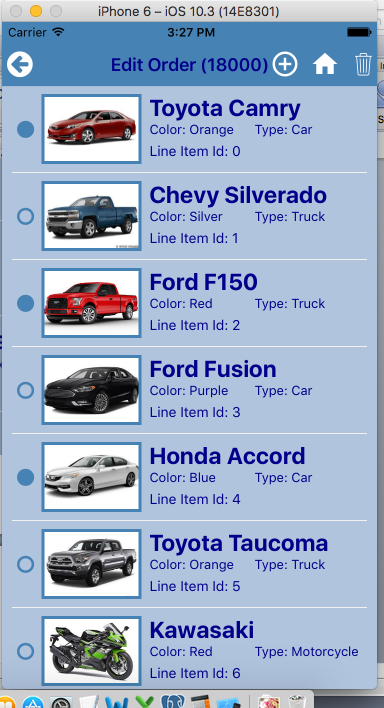 iPhone 6 – iOS 10.3 (14E8301)
Carrier 3:27 PM
Edit Order (18000)
Toyota Camry
Color: Orange Type: Car
Line Item Id: 0
Chevy Silverado
Color: Silver Type: Truck
Line Item Id: 1
Ford F150
Color: Red Type: Truck
Line Item Id: 2
Ford Fusion
Color: Purple Type: Car
Line Item Id: 3
Honda Accord
Color: Blue Type: Car
Line Item Id: 4
Toyota Taucoma
Color: Orange Type: Truck
Line Item Id: 5
Kawasaki
Color: Red Type: Motorcycle
Line Item Id: 6